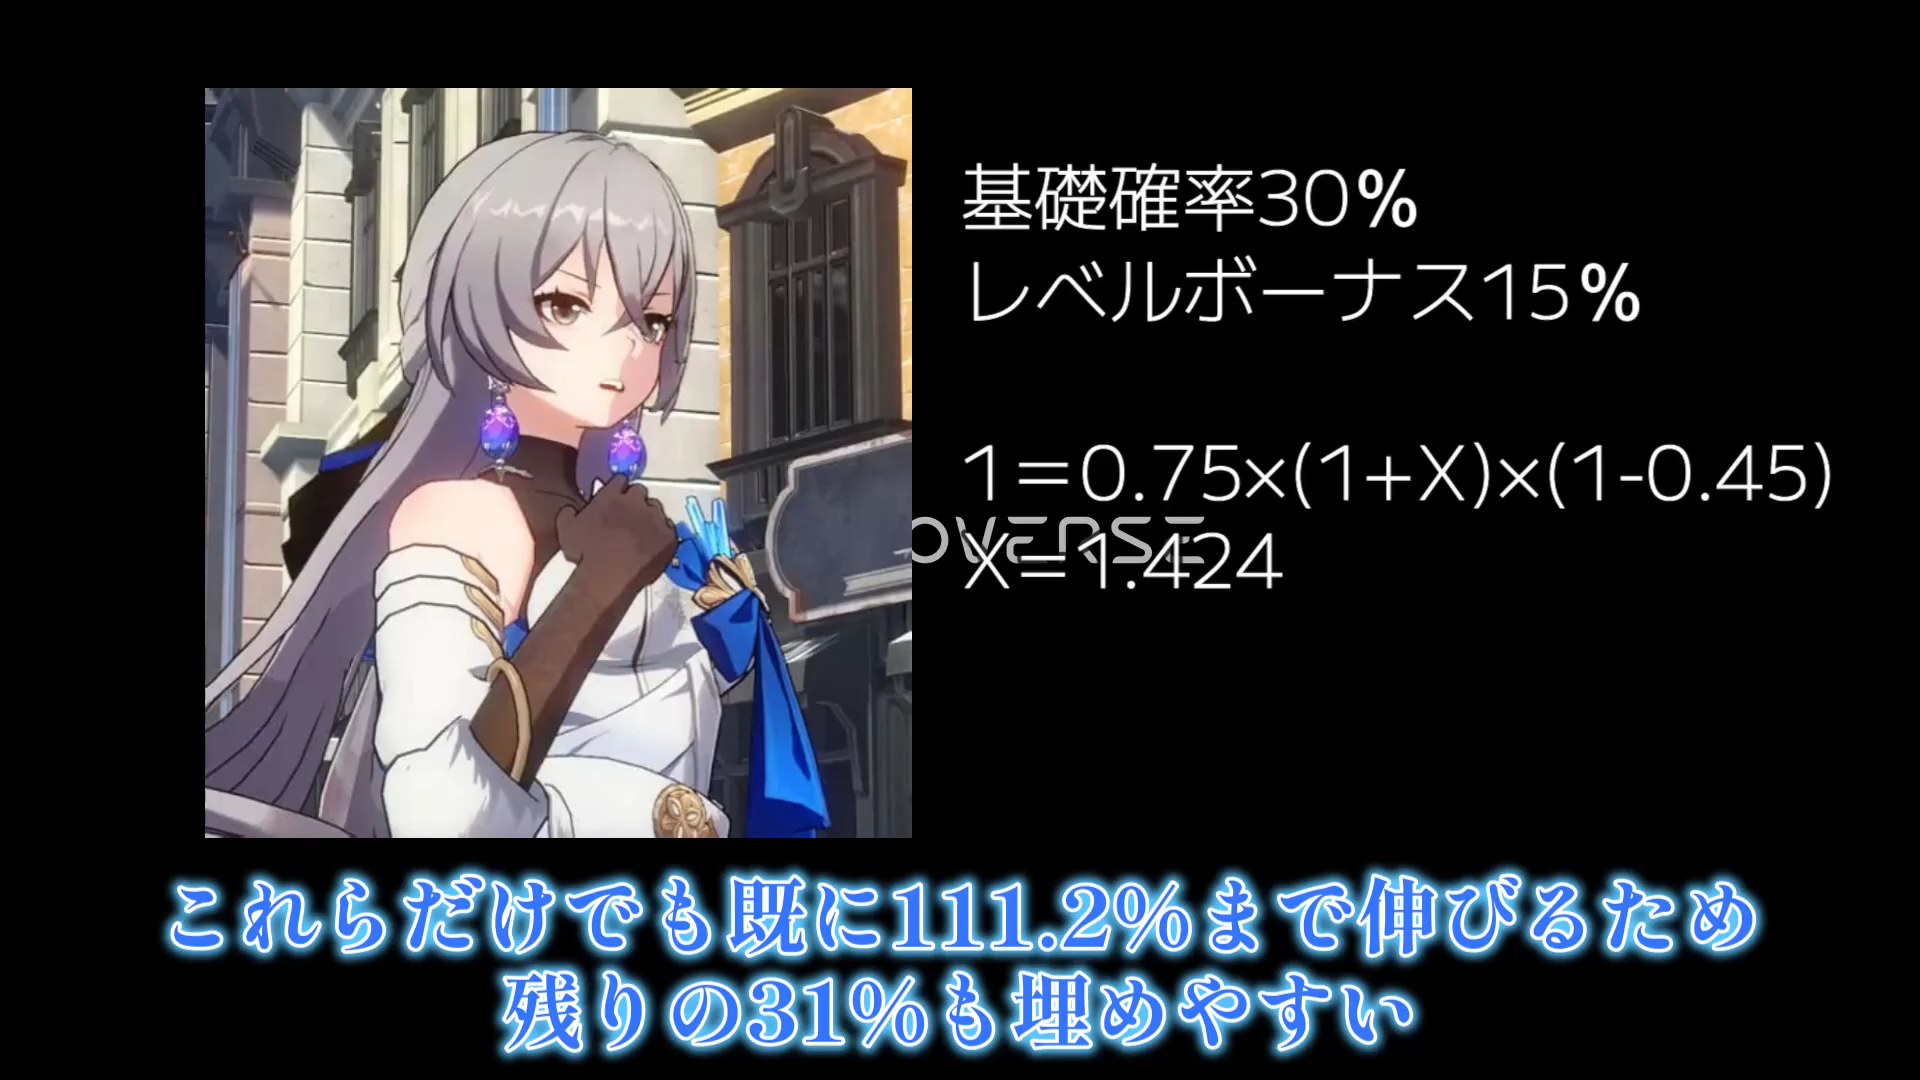 基礎確率30%
レベルボーナス15%
1=0.75×(1+X)×(1-0.45)
OVERSE
X=1.424
これらだけでも既に111.2%まで伸びるため
残りの31%も埋めやすい